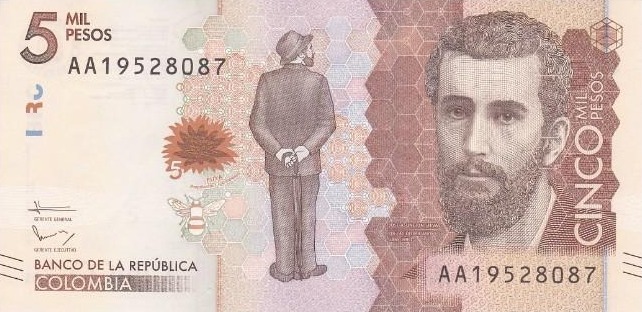 5 MIL
PESOS
AA19528087
5
GERENTE GENERAL
GERENTE EJECUTIVO
BANCO DE LA REPÚBLICA
COLOMBIA
CINCO MIL
PESOS
AA19528087